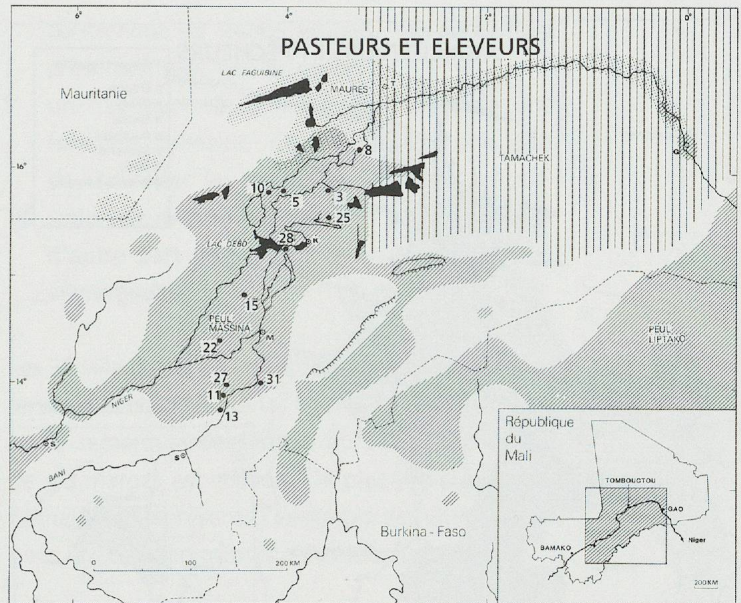 6°
4°
2°
0°
PASTEURS ET ELEVEURS
LAC FAGUIBINE
MAURES
T
Mauritanie
8
TAMACHEK
G
16°
10
5
3
25
28
LAC DEBO
K
15
PEUL
MASSINA
M
22
PEUL
LIPTAKO
14°
27
31
NIGER
11
13
S
S
BANI
République
du
Mali
TOMBOUCTOU
GAO
Burkina-Faso
BAMAKO
Niger
0 100 200 KM
200 KM